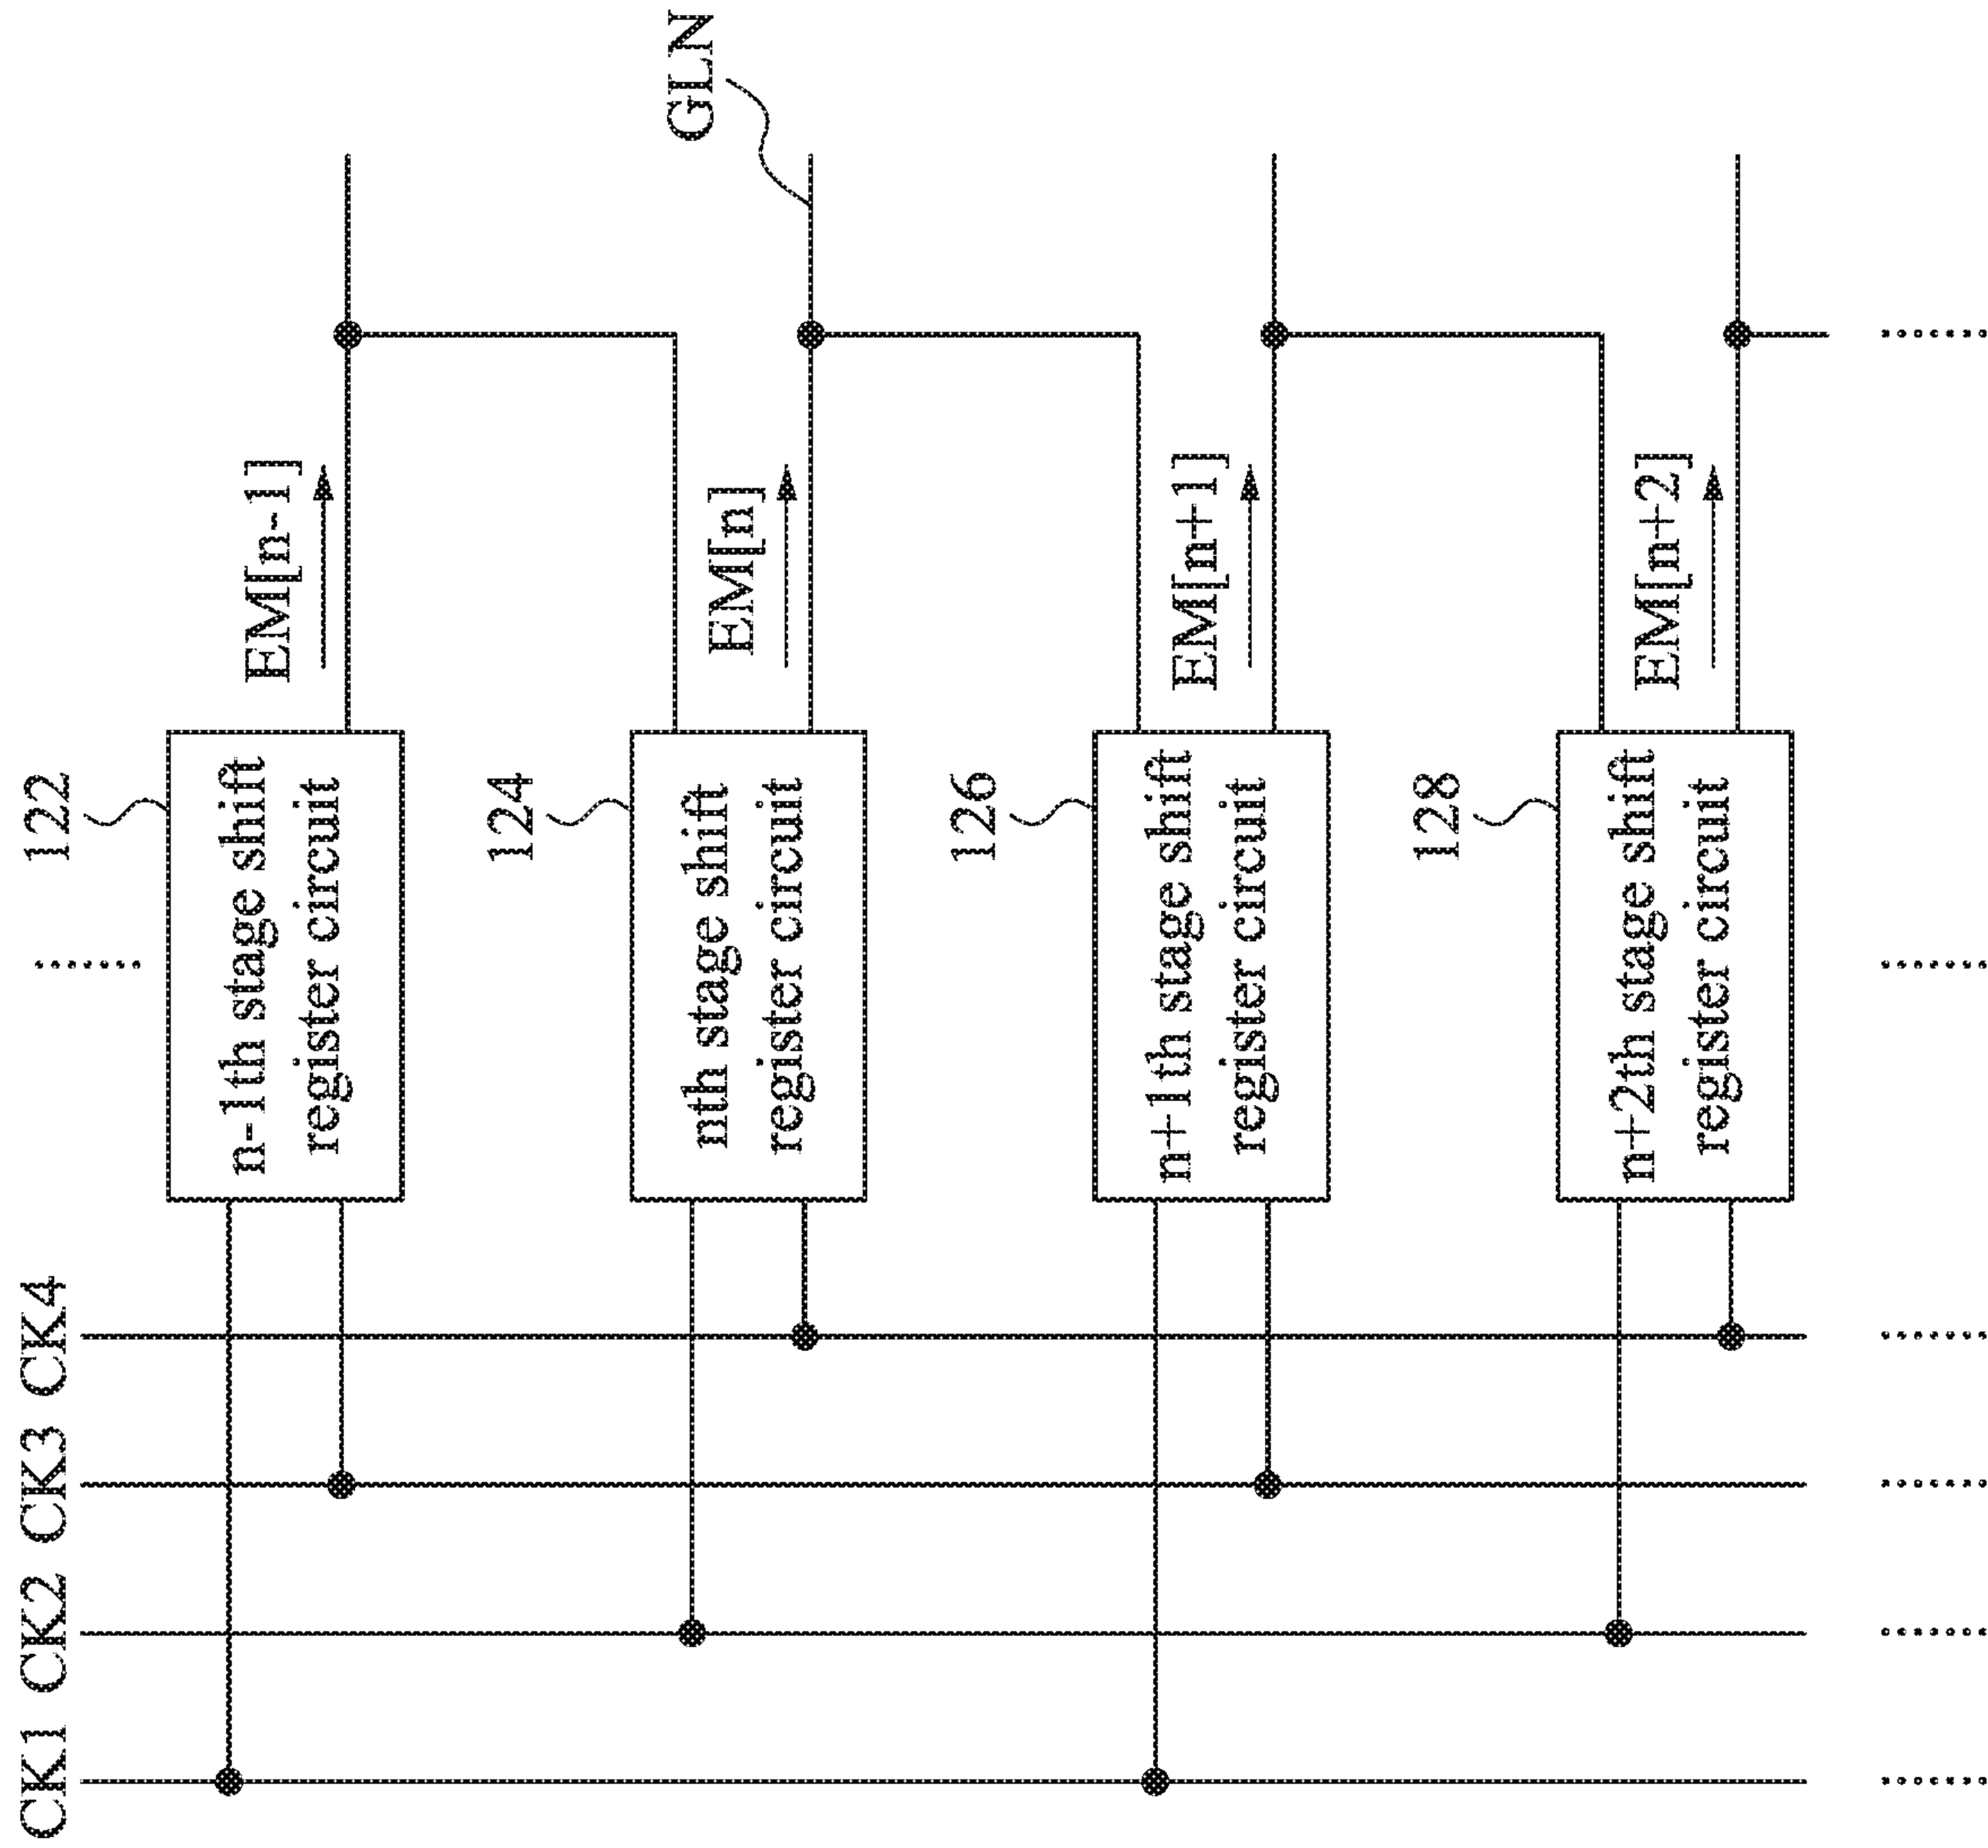 CK1 CK2 CK3 CK4
122
n-1th stage shift
register circuit
EM[n-1]
124
nth stage shift
register circuit
EM[n]
GLN
126
n+1th stage shift
register circuit
EM[n+1]
128
n+2th stage shift
register circuit
EM[n+2]